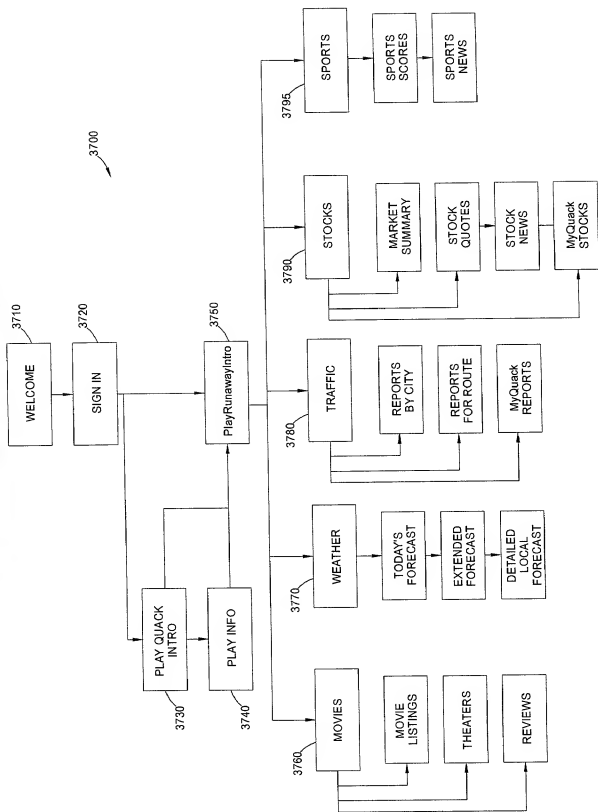 3700
3710
WELCOME
3720
SIGN IN
PLAY QUACK
INTRO
3730
PLAY INFO
3740
3750
PlayRunawayIntro
3760
MOVIES
MOVIE
LISTINGS
THEATERS
REVIEWS
3770
WEATHER
TODAY'S
FORECAST
EXTENDED
FORECAST
DETAILED
LOCAL
FORECAST
3780
TRAFFIC
REPORTS
BY CITY
REPORTS
FOR ROUTE
MyQuack
REPORTS
3790
STOCKS
MARKET
SUMMARY
STOCK
QUOTES
STOCK
NEWS
MyQuack
STOCKS
3795
SPORTS
SPORTS
SCORES
SPORTS
NEWS